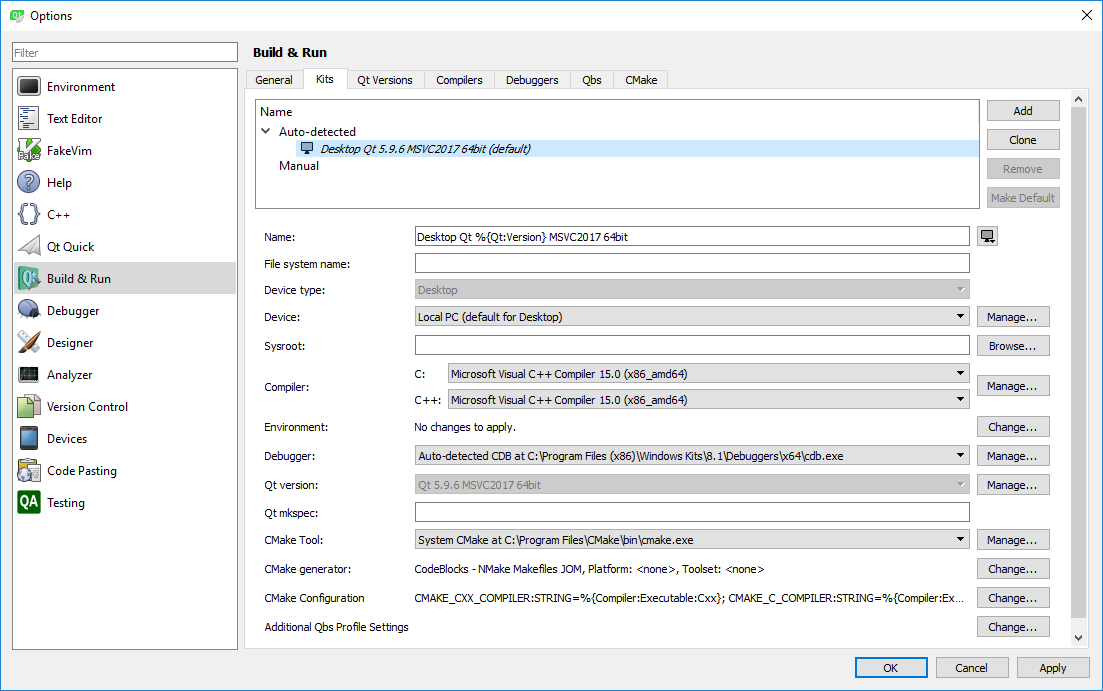 Options
Filter
Environment
Text Editor
FakeVim
Help
C++
Qt Quick
Build & Run
Debugger
Designer
Analyzer
Version Control
Devices
Code Pasting
Testing
Build & Run
General Kits Qt Versions Compilers Debuggers Qbs CMake
Name
Auto-detected
Desktop Qt 5.9.6 MSVC2017 64bit (default)
Manual
Add
Clone
Remove
Make Default
Name: Desktop Qt %{Qt:Version} MSVC2017 64bit
File system name:
Device type: Desktop
Device: Local PC (default for Desktop) Manage...
Sysroot: Browse...
Compiler: C: Microsoft Visual C++ Compiler 15.0 (x86_amd64)
C++: Microsoft Visual C++ Compiler 15.0 (x86_amd64) Manage...
Environment: No changes to apply. Change...
Debugger: Auto-detected CDB at C:\Program Files (x86)\Windows Kits\8.1\Debuggers\x64\cdb.exe Manage...
Qt version: Qt 5.9.6 MSVC2017 64bit Manage...
Qt mkspec:
CMake Tool: System CMake at C:\Program Files\CMake\bin\cmake.exe Manage...
CMake generator: CodeBlocks - NMake Makefiles JOM, Platform: <none>, Toolset: <none> Change...
CMake Configuration CMAKE_CXX_COMPILER:STRING=%{Compiler:Executable:Cxx}; CMAKE_C_COMPILER:STRING=%{Compiler:Ex... Change...
Additional Qbs Profile Settings Change...
OK Cancel Apply